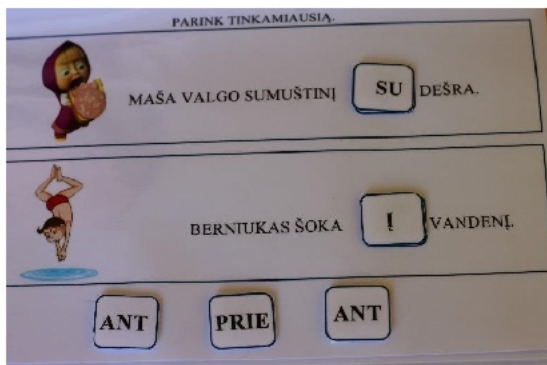 PARINK TINKAMIAUSIĄ.
MAŠA VALGO SUMUŠTINĮ SU DEŠRA.
BERNIUKAS ŠOKA Į VANDENĮ.
ANT PRIE ANT